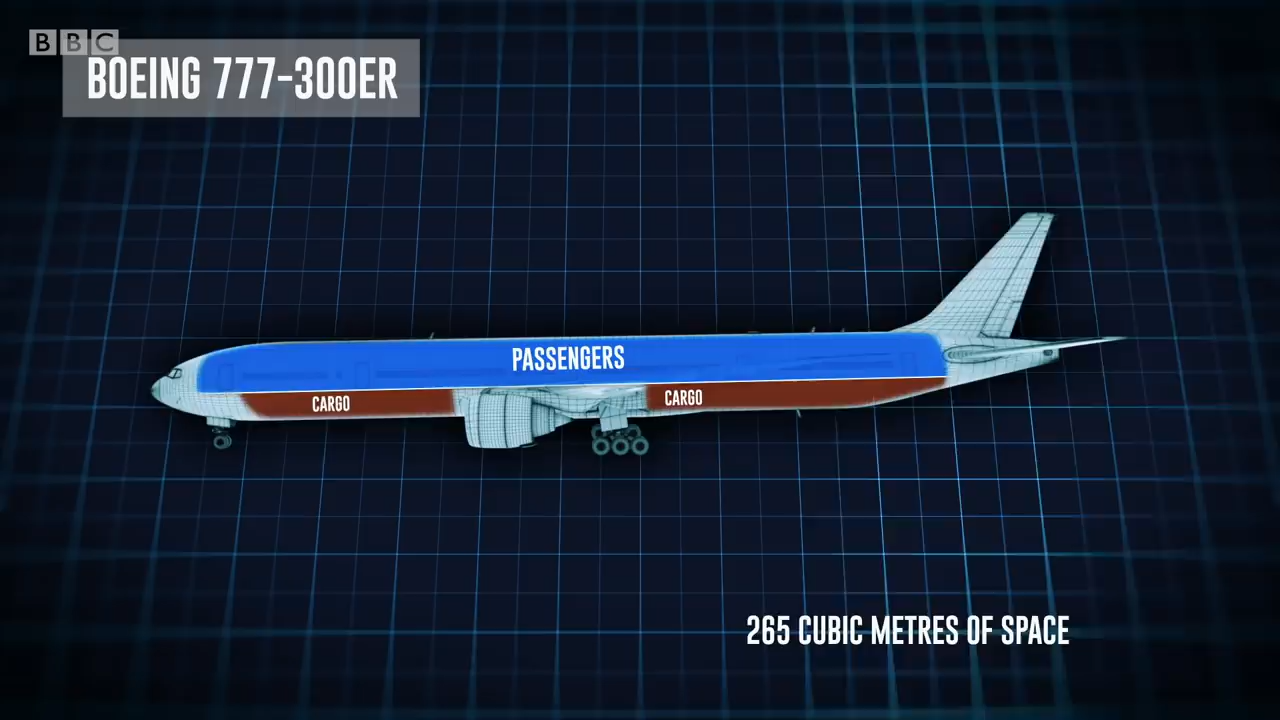 BBC
BOEING 777-300ER
PASSENGERS
CARGO
CARGO
265 CUBIC METRES OF SPACE